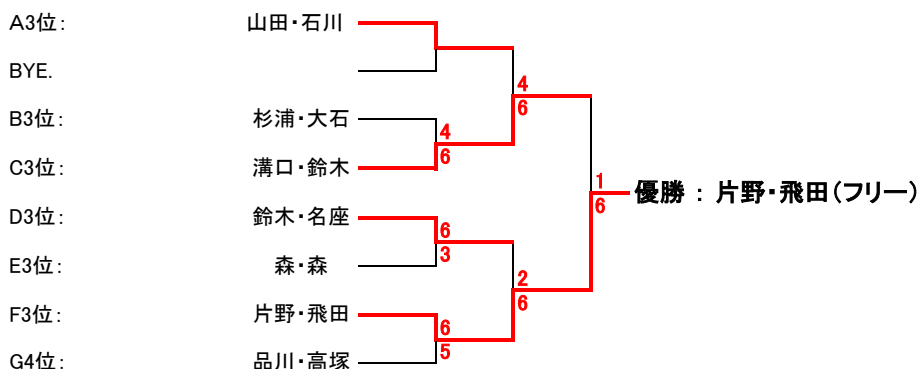 A3位： 山田・石川
BYE.
4
6
B3位： 杉浦・大石
4
6
C3位： 溝口・鈴木
1
6
優勝 ： 片野・飛田（フリー）
D3位： 鈴木・名座
6
3
E3位： 森・森
2
6
F3位： 片野・飛田
6
5
G4位： 品川・高塚